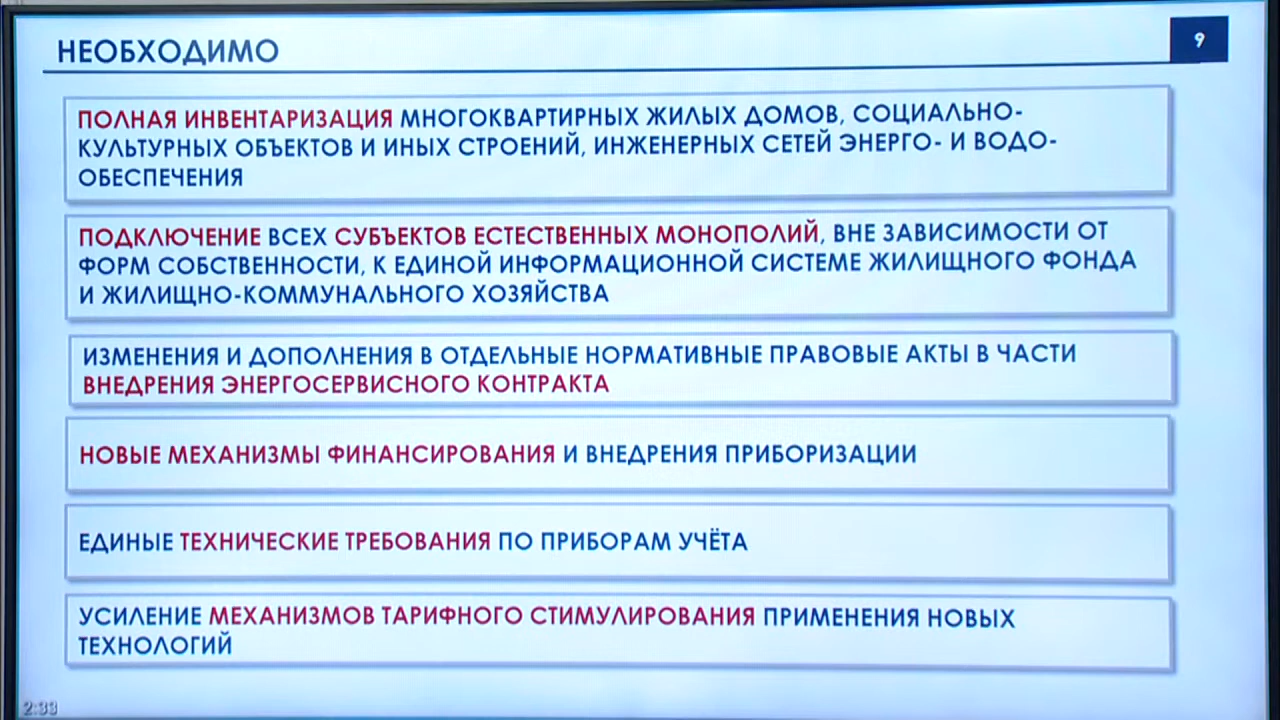 НЕОБХОДИМО
9
ПОЛНАЯ ИНВЕНТАРИЗАЦИЯ МНОГОКВАРТИРНЫХ ЖИЛЫХ ДОМОВ, СОЦИАЛЬНО-
КУЛЬТУРНЫХ ОБЪЕКТОВ И ИНЫХ СТРОЕНИЙ, ИНЖЕНЕРНЫХ СЕТЕЙ ЭНЕРГО- И ВОДО-
ОБЕСПЕЧЕНИЯ
ПОДКЛЮЧЕНИЕ ВСЕХ СУБЪЕКТОВ ЕСТЕСТВЕННЫХ МОНОПОЛИЙ, ВНЕ ЗАВИСИМОСТИ ОТ
ФОРМ СОБСТВЕННОСТИ, К ЕДИНОЙ ИНФОРМАЦИОННОЙ СИСТЕМЕ ЖИЛИЩНОГО ФОНДА
И ЖИЛИЩНО-КОММУНАЛЬНОГО ХОЗЯЙСТВА
ИЗМЕНЕНИЯ И ДОПОЛНЕНИЯ В ОТДЕЛЬНЫЕ НОРМАТИВНЫЕ ПРАВОВЫЕ АКТЫ В ЧАСТИ
ВНЕДРЕНИЯ ЭНЕРГОСЕРВИСНОГО КОНТРАКТА
НОВЫЕ МЕХАНИЗМЫ ФИНАНСИРОВАНИЯ И ВНЕДРЕНИЯ ПРИБОРИЗАЦИИ
ЕДИНЫЕ ТЕХНИЧЕСКИЕ ТРЕБОВАНИЯ ПО ПРИБОРАМ УЧЁТА
УСИЛЕНИЕ МЕХАНИЗМОВ ТАРИФНОГО СТИМУЛИРОВАНИЯ ПРИМЕНЕНИЯ НОВЫХ
ТЕХНОЛОГИЙ
2:33